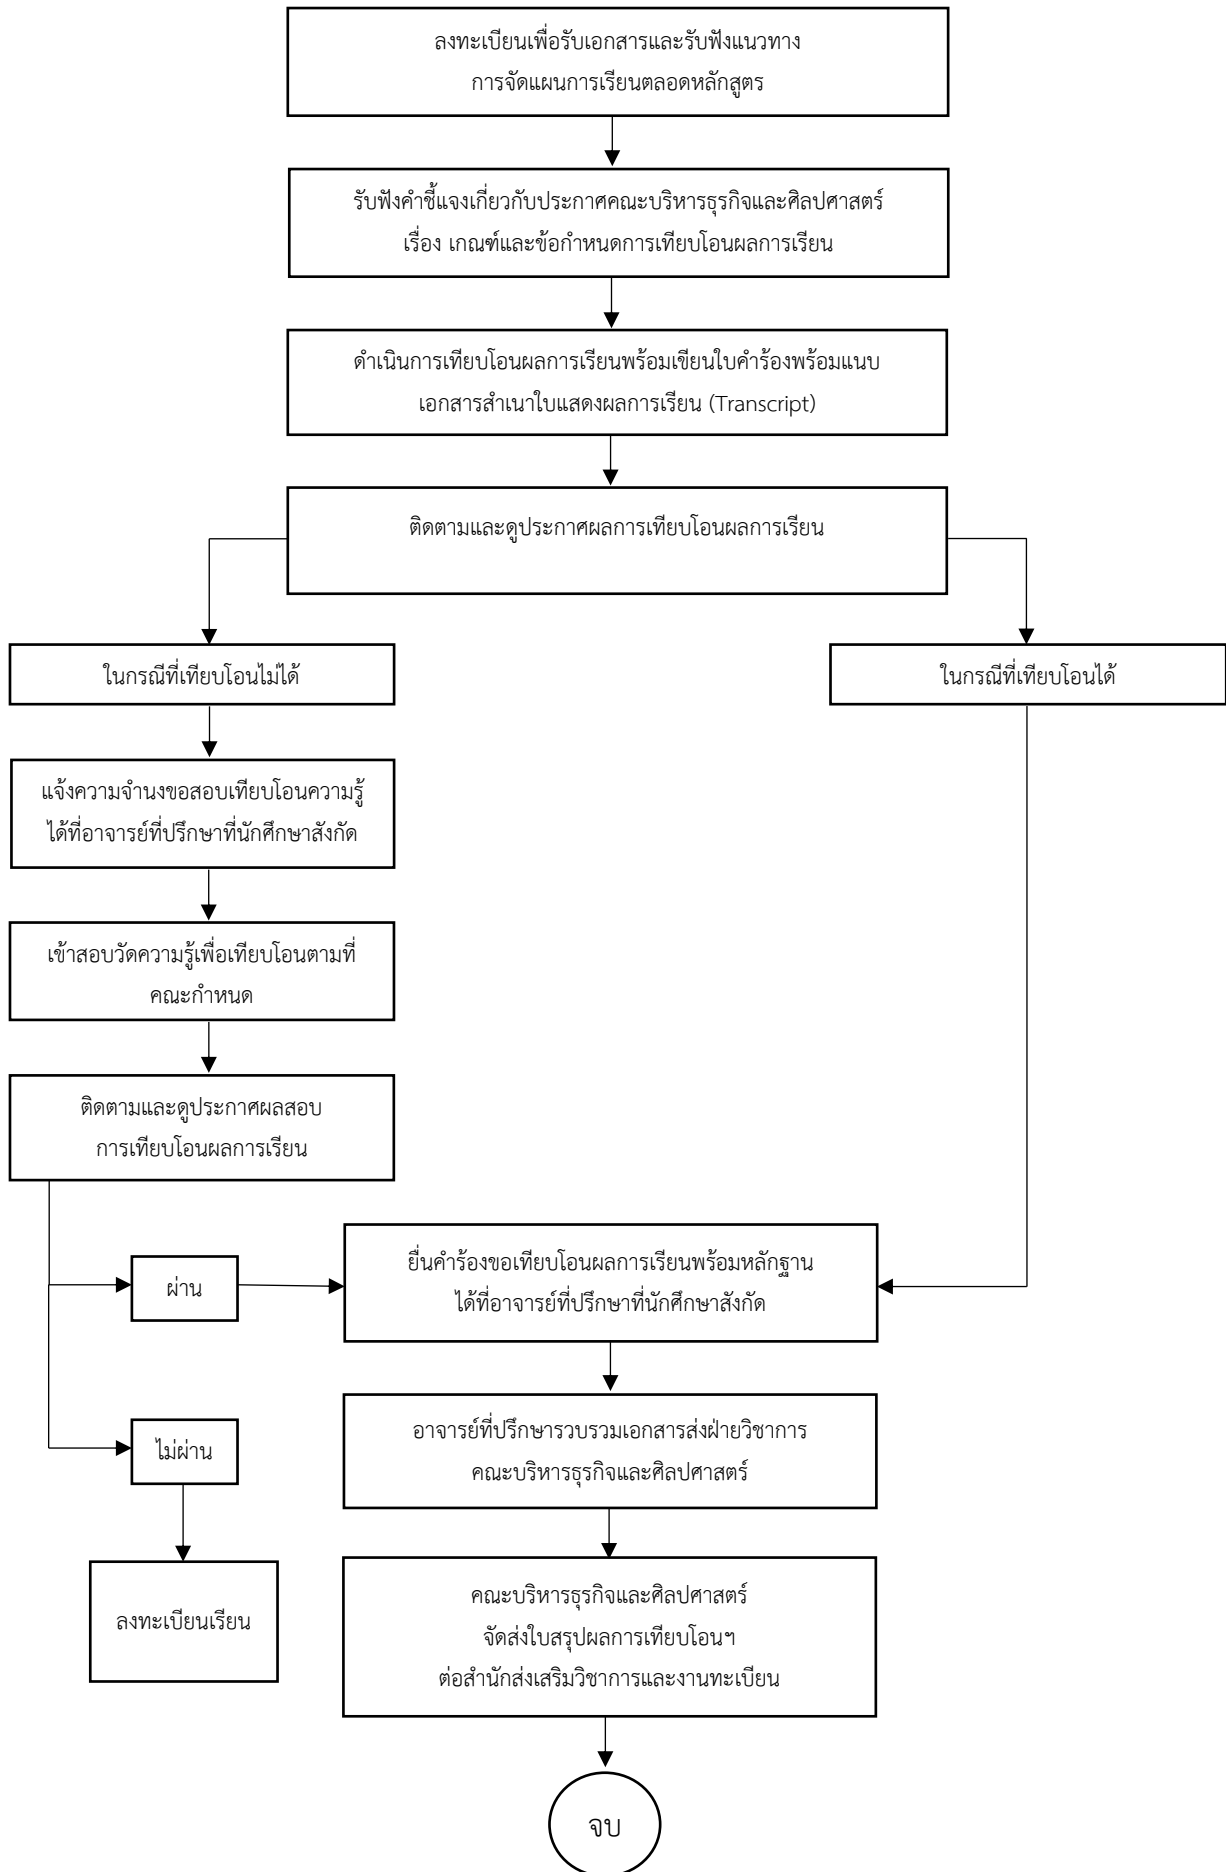 ลงทะเบียนเพื่อรับเอกสารและรับฟังแนวทาง
การจัดแผนการเรียนตลอดหลักสูตร
รับฟังคำชี้แจงเกี่ยวกับประกาศคณะบริหารธุรกิจและศิลปศาสตร์
เรื่อง เกณฑ์และข้อกำหนดการเทียบโอนผลการเรียน
ดำเนินการเทียบโอนผลการเรียนพร้อมเขียนใบคำร้องพร้อมแนบ
เอกสารสำเนาใบแสดงผลการเรียน (Transcript)
ติดตามและดูประกาศผลการเทียบโอนผลการเรียน
ในกรณีที่เทียบโอนไม่ได้
ในกรณีที่เทียบโอนได้
แจ้งความจำนงขอสอบเทียบโอนความรู้
ได้ที่อาจารย์ที่ปรึกษาที่นักศึกษาสังกัด
เข้าสอบวัดความรู้เพื่อเทียบโอนตามที่
คณะกำหนด
ติดตามและดูประกาศผลสอบ
การเทียบโอนผลการเรียน
ผ่าน
ยื่นคำร้องขอเทียบโอนผลการเรียนพร้อมหลักฐาน
ได้ที่อาจารย์ที่ปรึกษาที่นักศึกษาสังกัด
ไม่ผ่าน
อาจารย์ที่ปรึกษารวบรวมเอกสารส่งฝ่ายวิชาการ
คณะบริหารธุรกิจและศิลปศาสตร์
ลงทะเบียนเรียน
คณะบริหารธุรกิจและศิลปศาสตร์
จัดส่งใบสรุปผลการเทียบโอนฯ
ต่อสำนักส่งเสริมวิชาการและงานทะเบียน
จบ